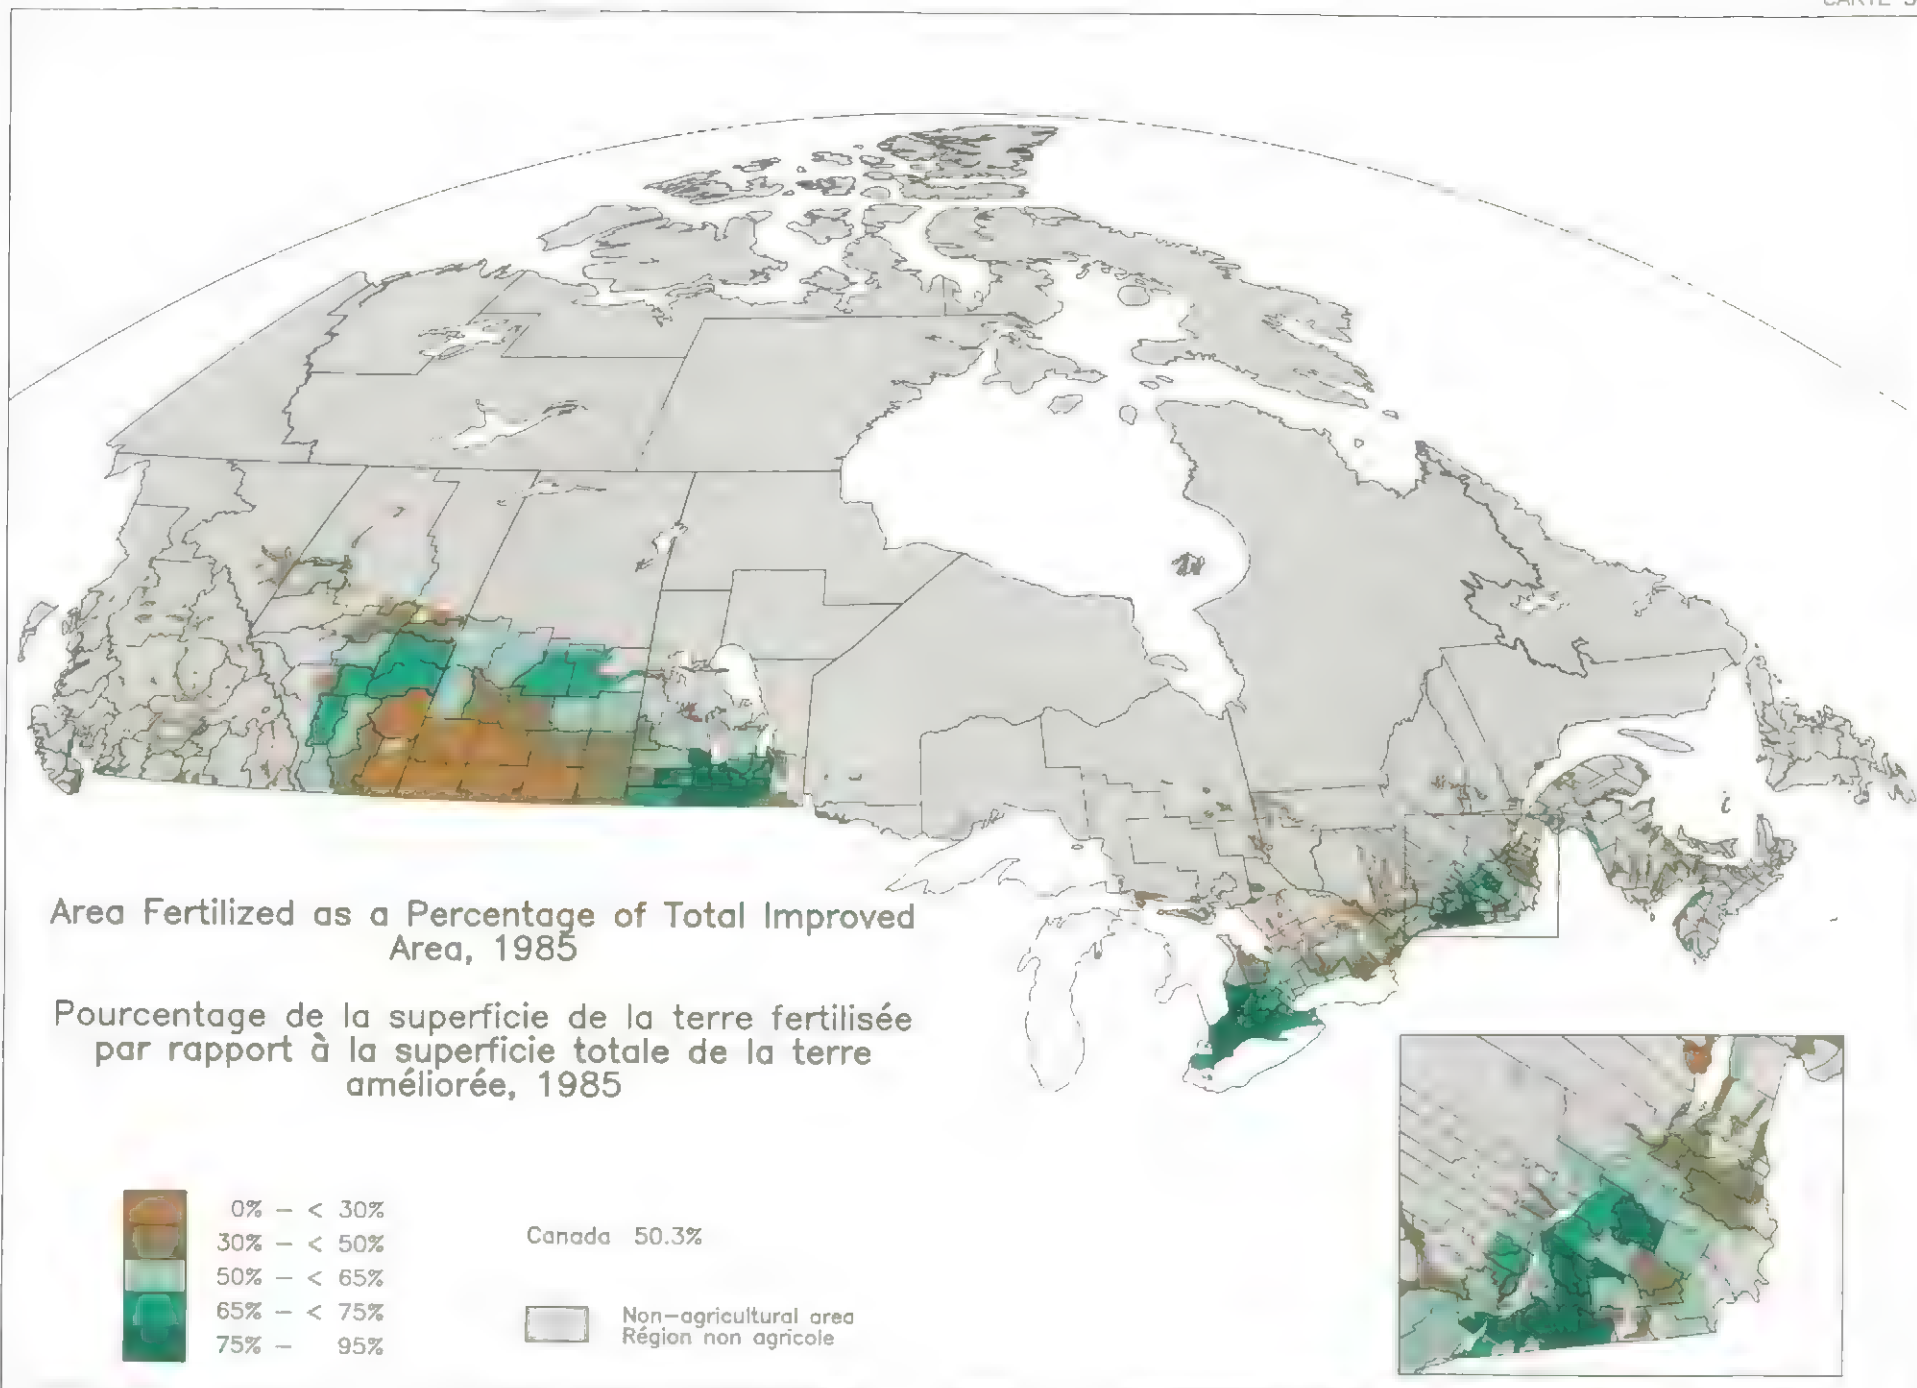 CARTE
Area Fertilized as a Percentage of Total Improved
Area, 1985
Pourcentage de la superficie de la terre fertilisée
par rapport à la superficie totale de la terre
améliorée, 1985
0% – < 30%
30% – < 50%
50% – < 65%
65% – < 75%
75% – 95%
Canada 50.3%
Non-agricultural area
Région non agricole